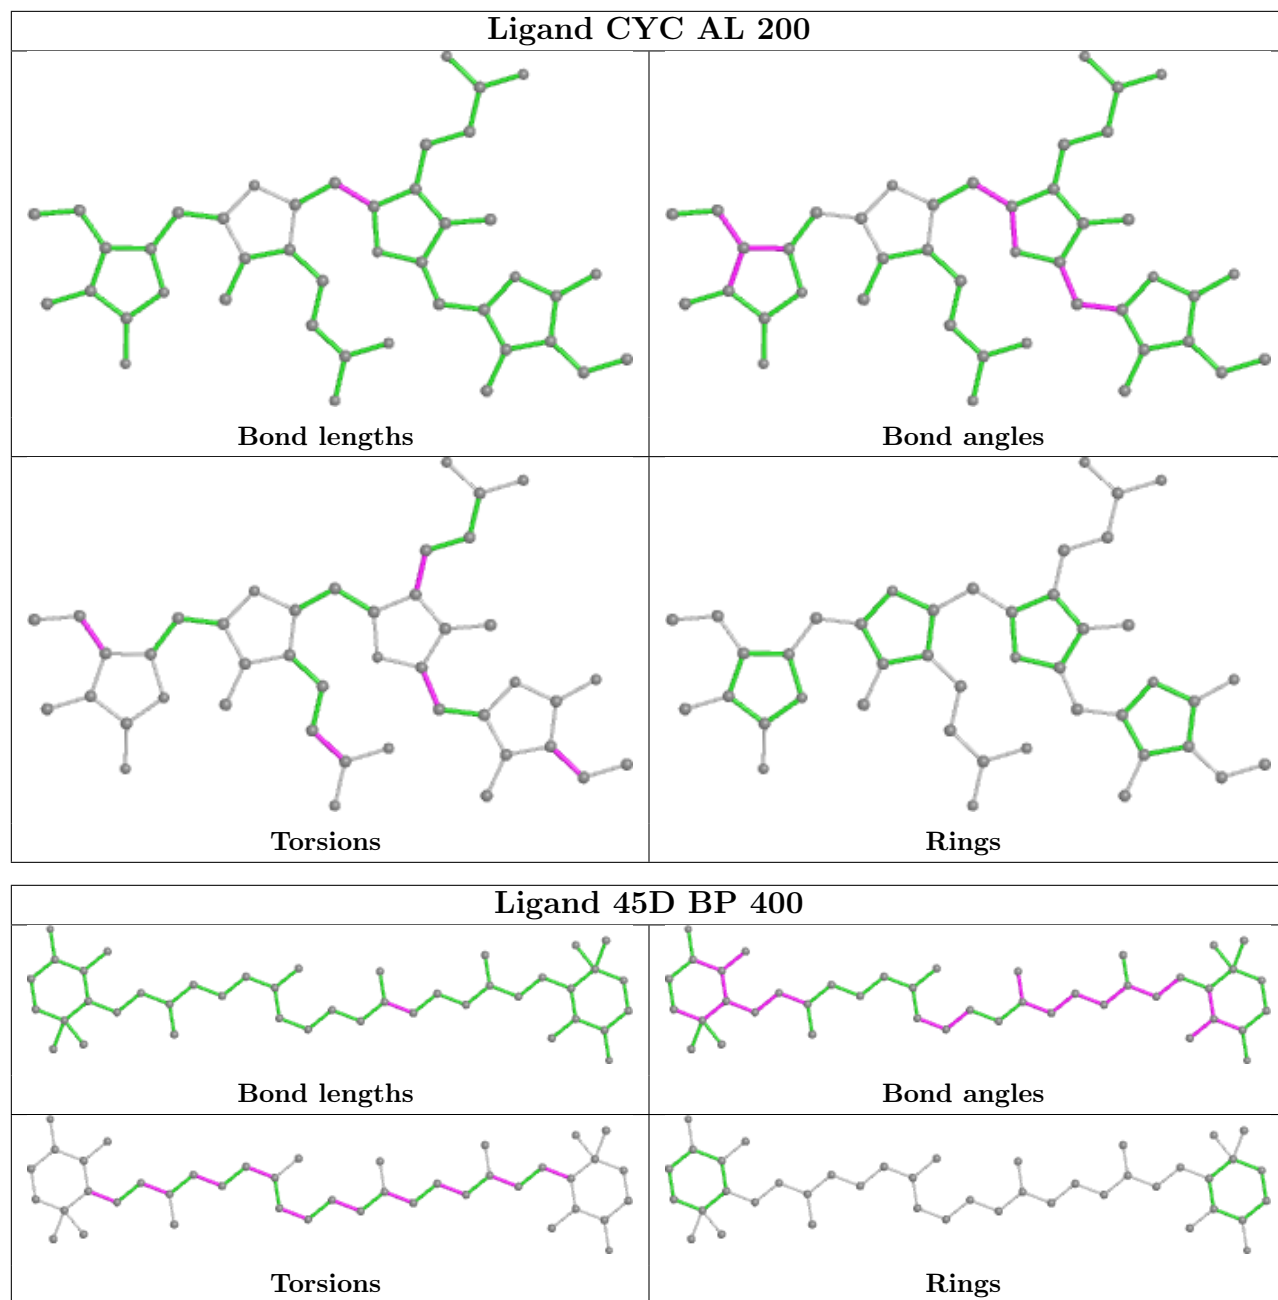 Ligand CYC AL 200
Bond lengths
Bond angles
Torsions
Rings
Ligand 45D BP 400
Bond lengths
Bond angles
Torsions
Rings